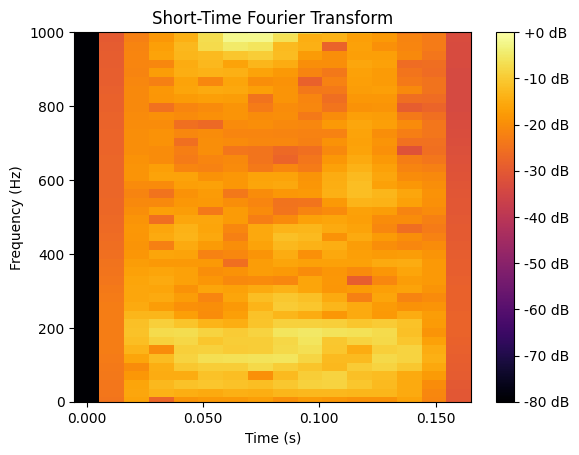 Short-Time Fourier Transform
1000
800
600
400
200
0
Frequency (Hz)
0.000
0.050
0.100
0.150
Time (s)
+0 dB
-10 dB
-20 dB
-30 dB
-40 dB
-50 dB
-60 dB
-70 dB
-80 dB